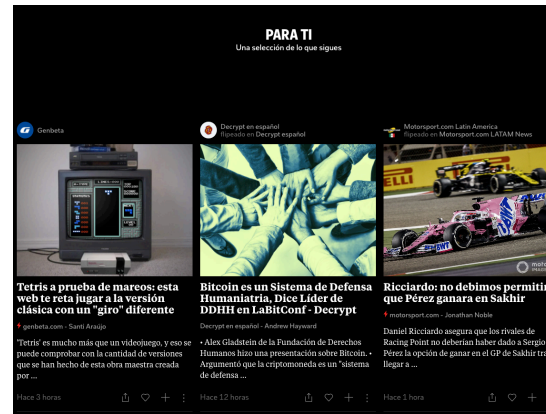 PARA TI
Una selección de lo que sigues
Genbeta
Tetris a prueba de mareos: esta
web te reta jugar a la versión
clásica con un "giro" diferente
genbeta.com - Santi Araújo
'Tetris' es mucho más que un videojuego, y eso se
puede comprobar con la cantidad de versiones
que se han hecho de esta obra maestra creada
por ...
Hace 3 horas
Decrypt en español
flipeado en Decrypt español
Bitcoin es un Sistema de Defensa
Humaniatria, Dice Líder de
DDHH en LaBitConf - Decrypt
Decrypt en español - Andrew Hayward
• Alex Gladstein de la Fundación de Derechos
Humanos hizo una presentación sobre Bitcoin. •
Argumentó que la criptomoneda es un "sistema
de defensa ...
Hace 12 horas
Motorsport.com Latin America
flipeado en Motorsport.com LATAM News
ELLI
BWT
Ricciardo: no debimos permitir
que Pérez ganara en Sakhir
motorsport.com - Jonathan Noble
Daniel Ricciardo asegura que los rivales de
Racing Point no deberían haber dado a Sergio
Pérez la opción de ganar en el GP de Sakhir tra
llegar a ...
Hace 1 hora